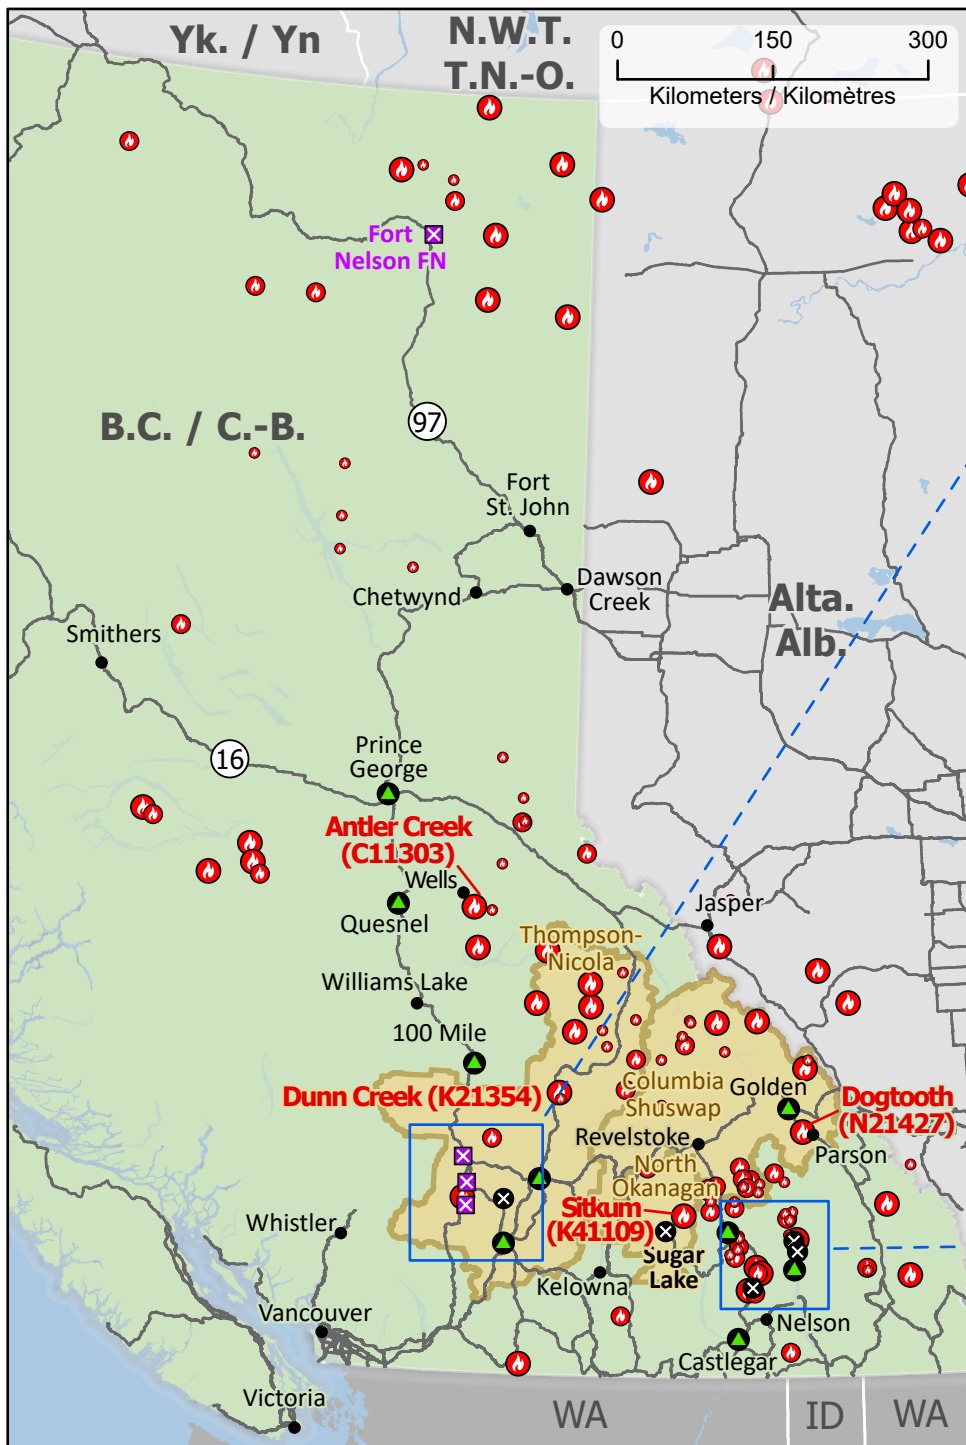 Yk. / Yn
N.W.T.
T.N.-O.
0 150 300
Kilometers / Kilomètres
Fort
Nelson FN
B.C. / C.-B.
97
Fort
St. John
Chetwynd
Dawson
Creek
Alta.
Alb.
Smithers
16
Prince
George
Antler Creek
(C11303)
Wells
Quesnel
Jasper
Thompson-
Nicola
Williams Lake
100 Mile
Dunn Creek (K21354)
Columbia
Shuswap
Golden
Dogtooth
(N21427)
Revelstoke
Parson
North
Okanagan
Sitkum
(K41109)
Whistler
Sugar
Lake
Kelowna
Vancouver
Nelson
Castlegar
Victoria
WA
ID
WA